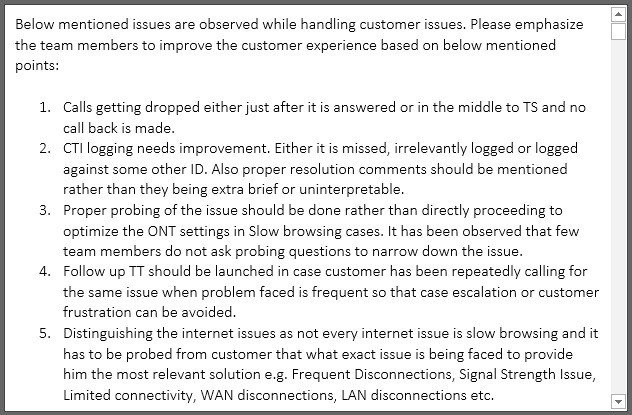 Below mentioned issues are observed while handling customer issues. Please emphasize
the team members to improve the customer experience based on below mentioned
points:
1. Calls getting dropped either just after it is answered or in the middle to TS and no
call back is made.
2. CTI logging needs improvement. Either it is missed, irrelevantly logged or logged
against some other ID. Also proper resolution comments should be mentioned
rather than they being extra brief or uninterpretable.
3. Proper probing of the issue should be done rather than directly proceeding to
optimize the ONT settings in Slow browsing cases. It has been observed that few
team members do not ask probing questions to narrow down the issue.
4. Follow up TT should be launched in case customer has been repeatedly calling for
the same issue when problem faced is frequent so that case escalation or customer
frustration can be avoided.
5. Distinguishing the internet issues as not every internet issue is slow browsing and it
has to be probed from customer that what exact issue is being faced to provide
him the most relevant solution e.g. Frequent Disconnections, Signal Strength Issue,
Limited connectivity, WAN disconnections, LAN disconnections etc.